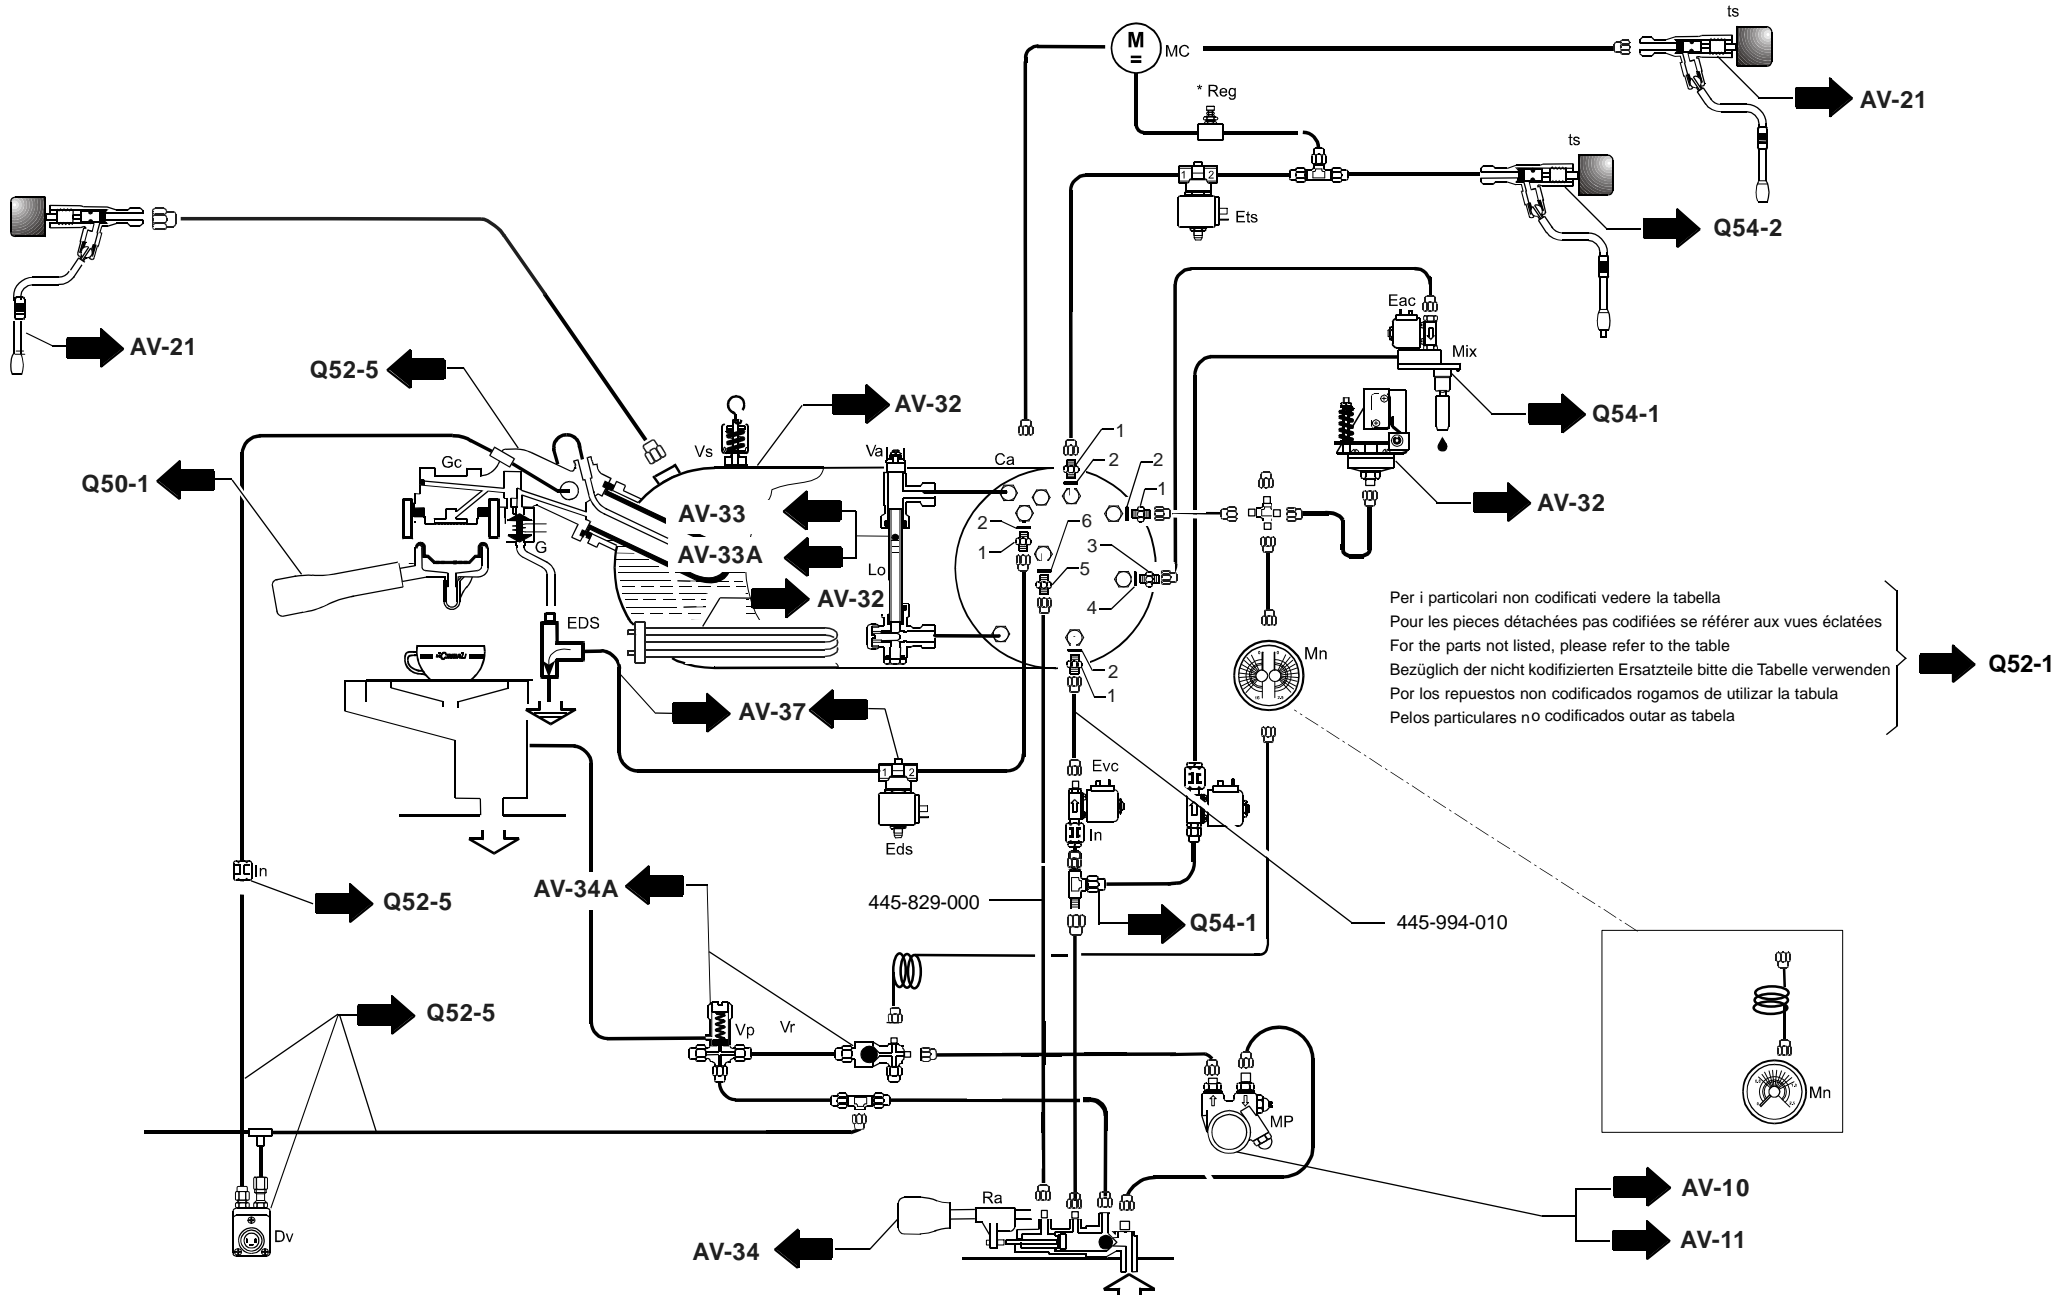 ts
M
=
MC
* Reg
AV-21
ts
1 2
Ets
Q54-2
AV-21
Q52-5
Eac
Mix
AV-32
Q54-1
Vs
Va
Ca
1
2
2
1
Gc
Q50-1
AV-33
AV-33A
AV-32
2
1
6
5
3
4
G
Lo
AV-32
EDS
Per i particolari non codificati vedere la tabella
Pour les pieces détachées pas codifiées se référer aux vues éclatées
For the parts not listed, please refer to the table
Bezüglich der nicht kodifizierten Ersatzteile bitte die Tabelle verwenden
Por los repuestos non codificados rogamos de utilizar la tabula
Pelos particulares no codificados outar as tabela
Q52-1
Mn
2
1
AV-37
1 2
Eds
Evc
In
In
Q52-5
AV-34A
445-829-000
Q54-1
445-994-010
Q52-5
Vp
Vr
MP
Mn
Dv
Ra
AV-34
AV-10
AV-11